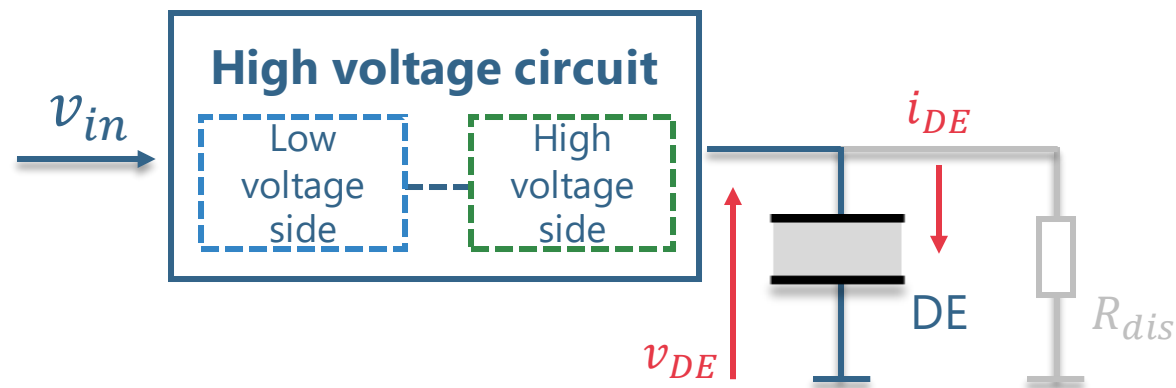 High voltage circuit
v_in
Low
voltage
side
High
voltage
side
i_DE
DE
R_dis
v_DE